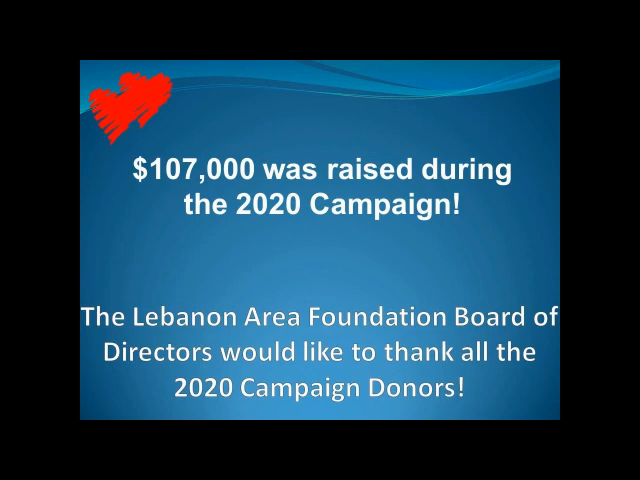 $107,000 was raised during
the 2020 Campaign!
The Lebanon Area Foundation Board of
Directors would like to thank all the
2020 Campaign Donors!